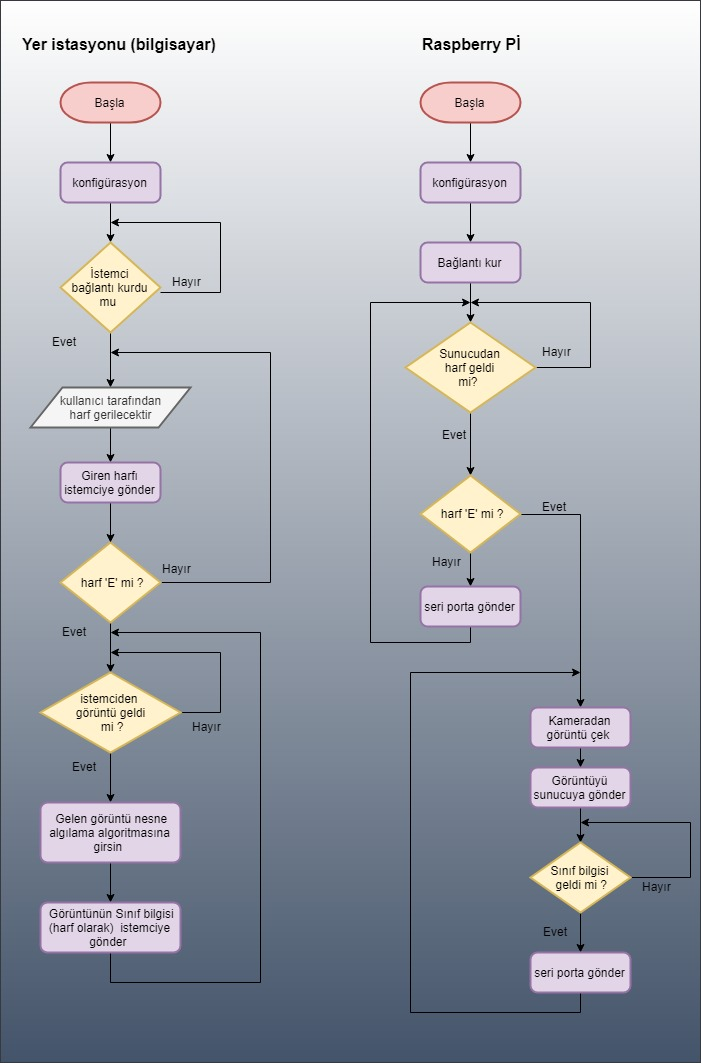 Yer istasyonu (bilgisayar)
Başla
konfigürasyon
İstemci
bağlantı kurdu
mu
Hayır
Evet
kullanıcı tarafından
harf gerilecektir
Giren harfı
istemciye gönder
harf 'E' mi ?
Hayır
Evet
istemciden
görüntü geldi
mi ?
Hayır
Evet
Gelen görüntü nesne
algılama algoritmasına
girsin
Görüntünün Sınıf bilgisi
(harf olarak) istemciye
gönder
Raspberry Pİ
Başla
konfigürasyon
Bağlantı kur
Sunucudan
harf geldi
mi?
Hayır
Evet
harf 'E' mi ?
Evet
Hayır
seri porta gönder
Kameradan
görüntü çek
Görüntüyü
sunucuya gönder
Sınıf bilgisi
geldi mi ?
Hayır
Evet
seri porta gönder